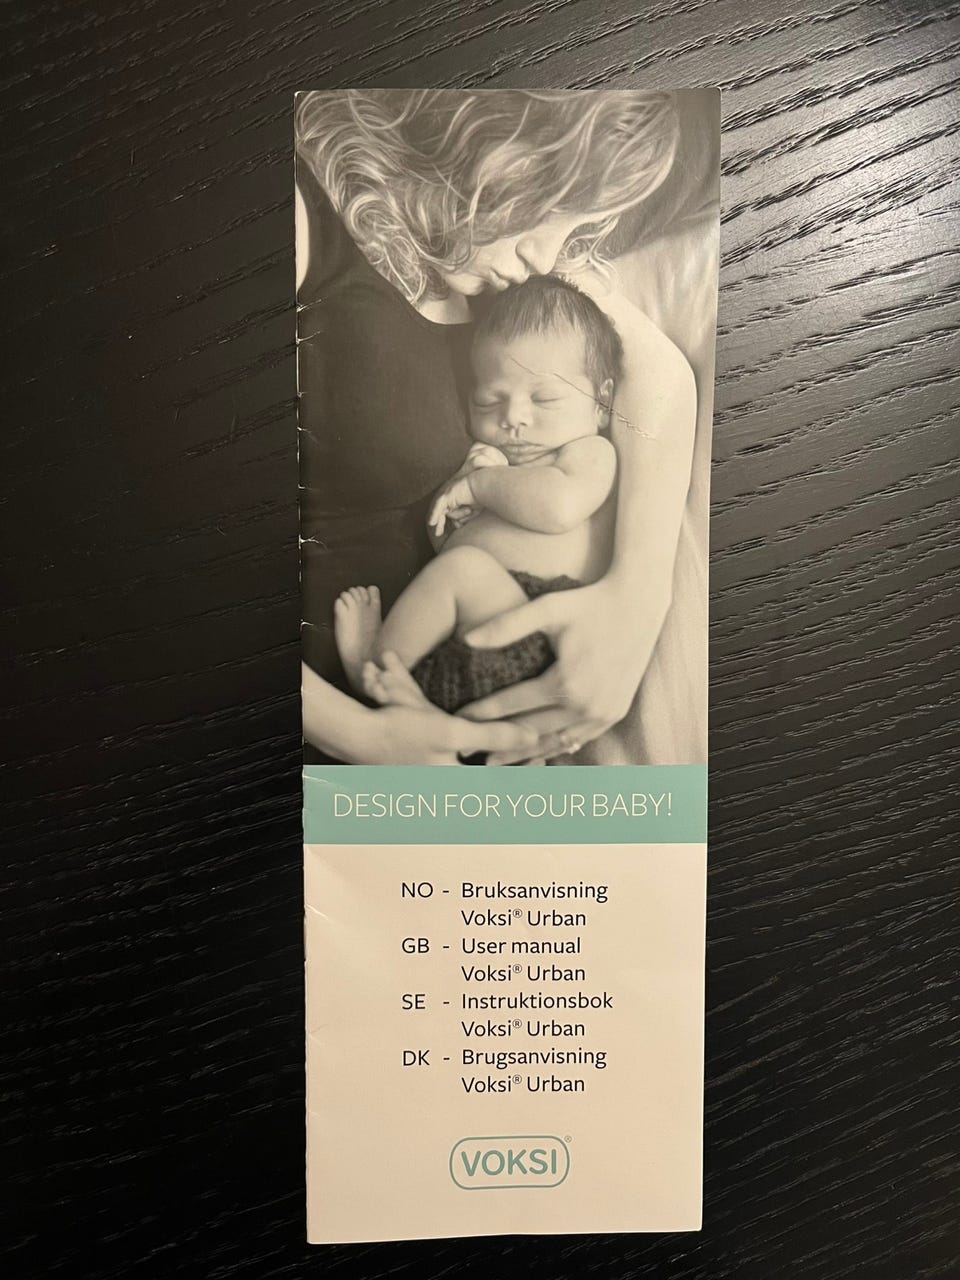 DESIGN FOR YOUR BABY!
NO - Bruksanvisning
Voksi® Urban
GB - User manual
Voksi® Urban
SE - Instruktionsbok
Voksi® Urban
DK - Brugsanvisning
Voksi® Urban
VOKSI®